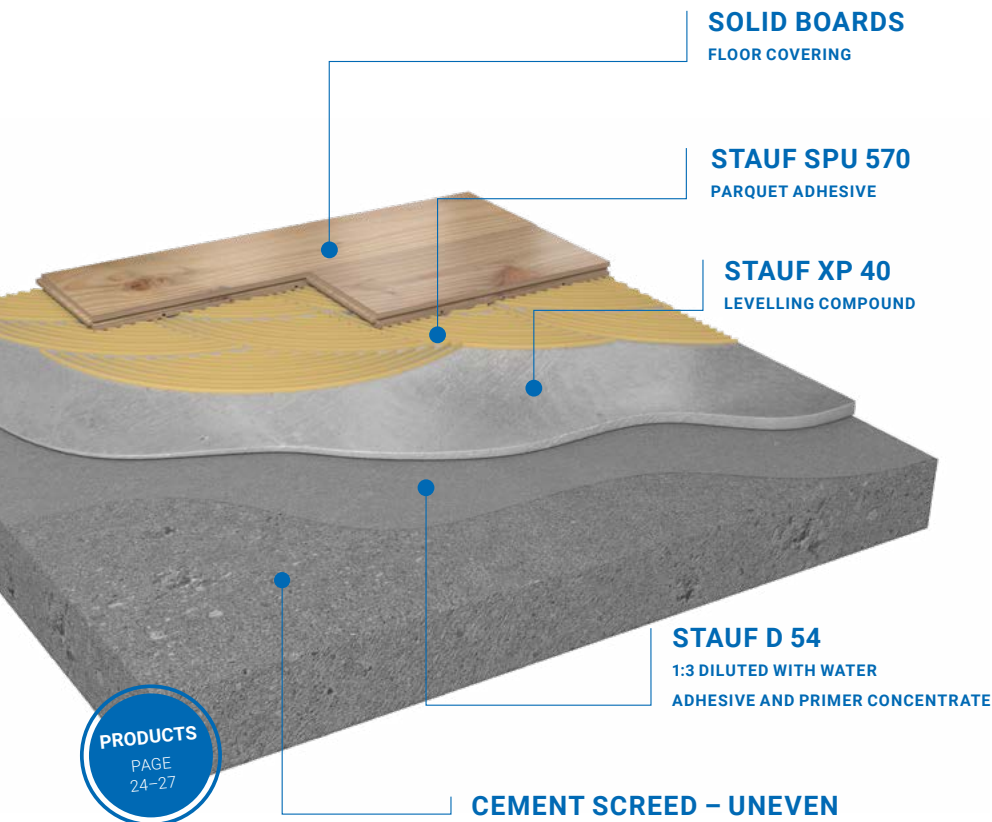 SOLID BOARDS
FLOOR COVERING
STAUF SPU 570
PARQUET ADHESIVE
STAUF XP 40
LEVELLING COMPOUND
STAUF D 54
1:3 DILUTED WITH WATER
ADHESIVE AND PRIMER CONCENTRATE
PRODUCTS
PAGE
24–27
CEMENT SCREED – UNEVEN